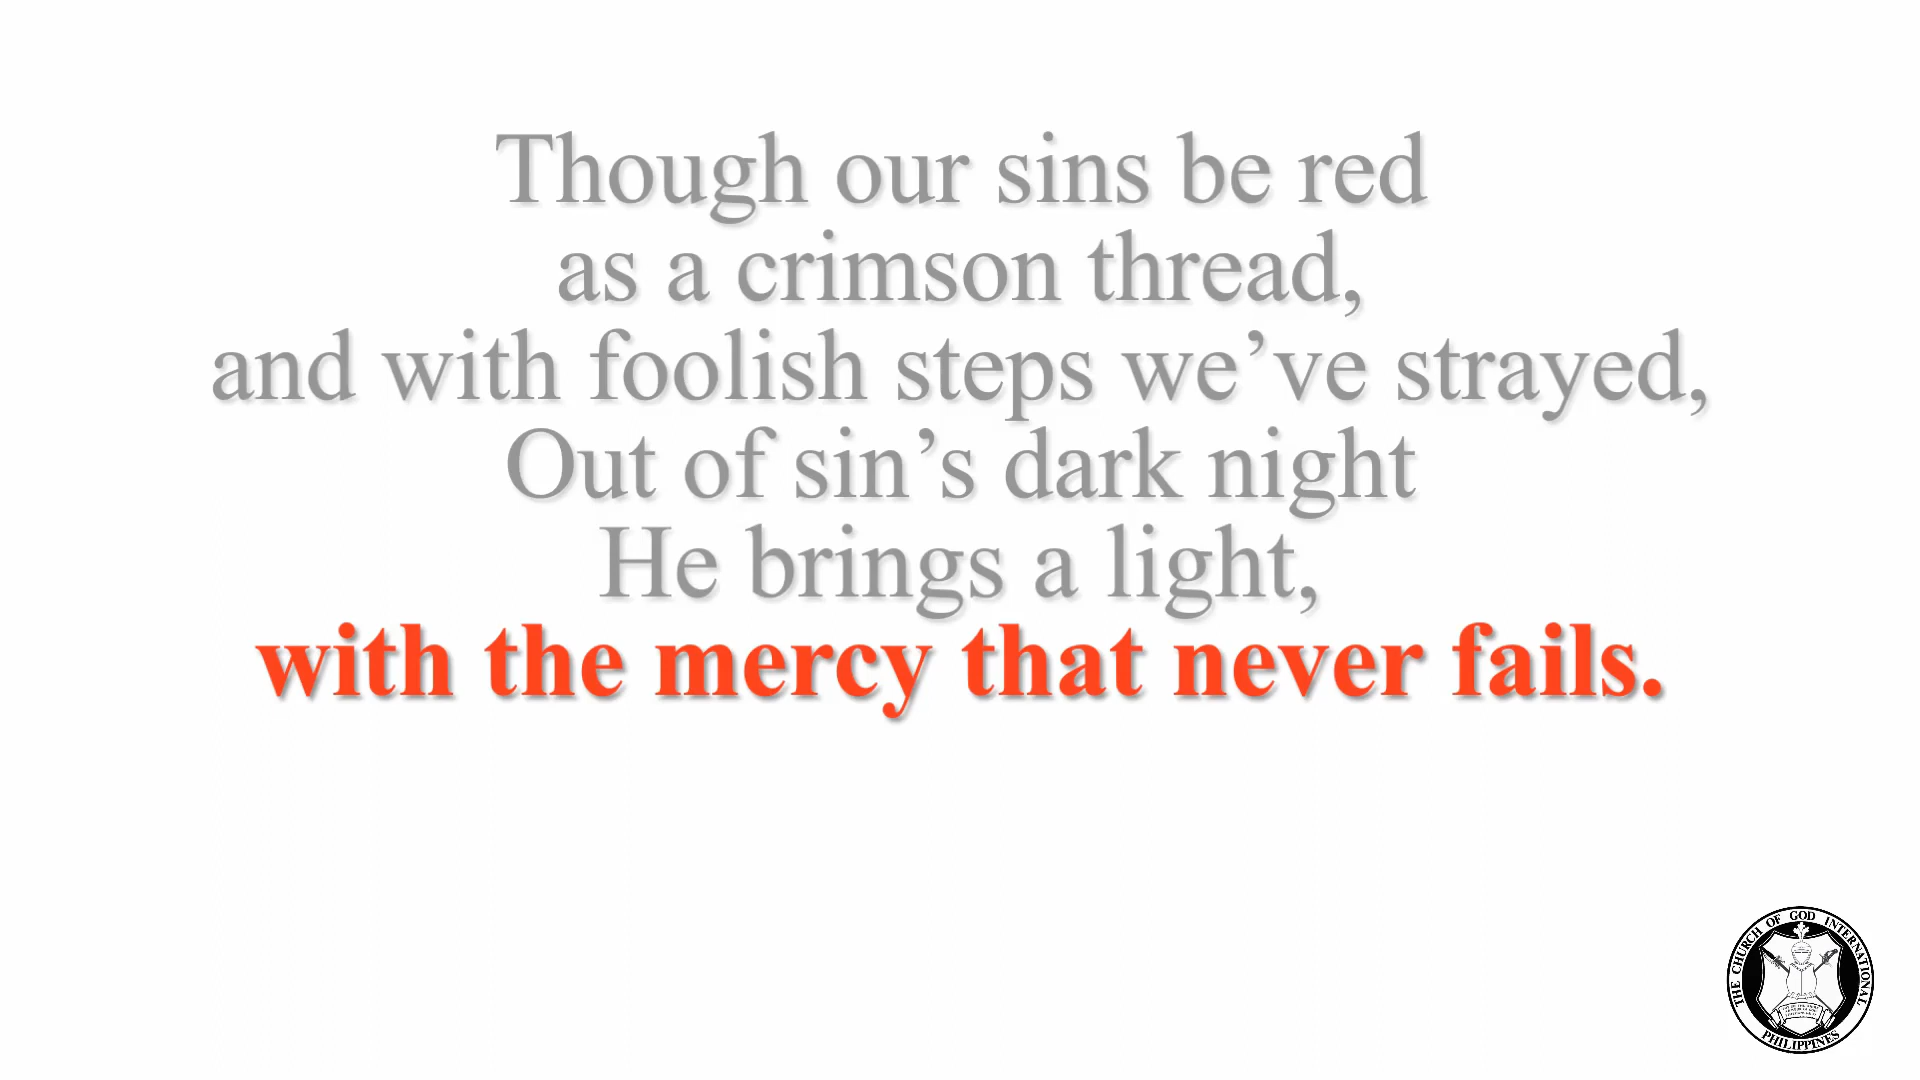 Though our sins be red
as a crimson thread,
and with foolish steps we’ve strayed,
Out of sin’s dark night
He brings a light,
with the mercy that never fails.
THE CHURCH OF GOD INTERNATIONAL
PHILIPPINES